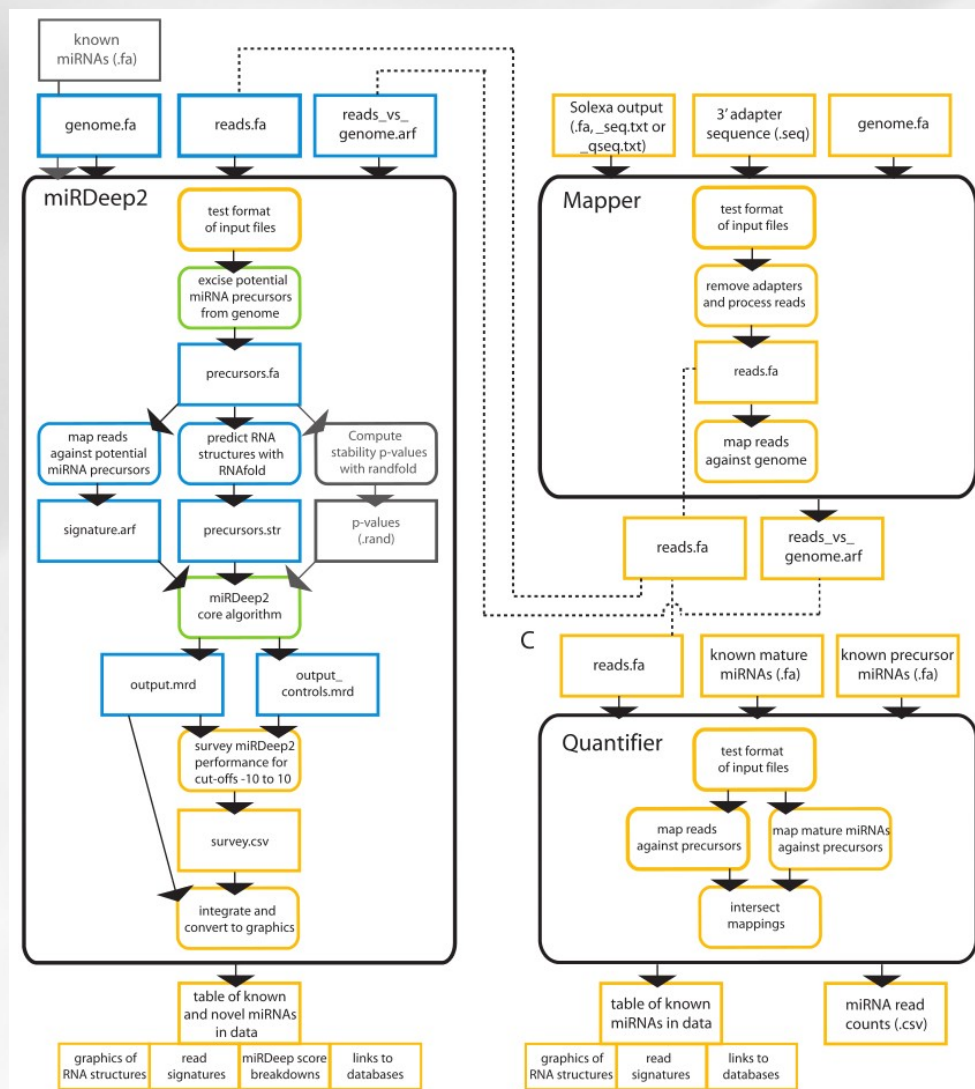 known
miRNAs (.fa)
genome.fa
reads.fa
reads_vs_
genome.arf
miRDeep2
test format
of input files
excise potential
miRNA precursors
from genome
precursors.fa
map reads
against potential
miRNA precursors
predict RNA
structures with
RNAfold
Compute
stability p-values
with randfold
signature.arf
precursors.str
p-values
(.rand)
miRDeep2
core algorithm
output.mrd
output_
controls.mrd
survey miRDeep2
performance for
cut-offs -10 to 10
survey.csv
integrate and
convert to graphics
table of known
and novel miRNAs
in data
graphics of
RNA structures
read
signatures
miRDeep score
breakdowns
links to
databases
Solexa output
(.fa, _seq.txt or
_qseq.txt)
3' adapter
sequence (.seq)
genome.fa
Mapper
test format
of input files
remove adapters
and process reads
reads.fa
map reads
against genome
reads.fa
reads_vs_
genome.arf
C
reads.fa
known mature
miRNAs (.fa)
known precursor
miRNAs (.fa)
Quantifier
test format
of input files
map reads
against precursors
map mature miRNAs
against precursors
intersect
mappings
table of known
miRNAs in data
miRNA read
counts (.csv)
graphics of
RNA structures
read
signatures
links to
databases